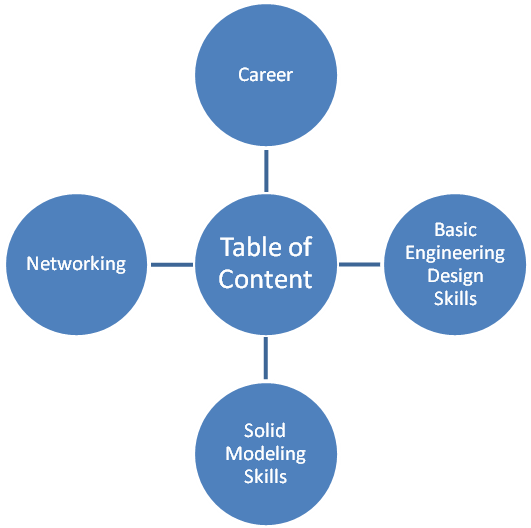 Career
Networking
Table of
Content
Basic
Engineering
Design
Skills
Solid
Modeling
Skills